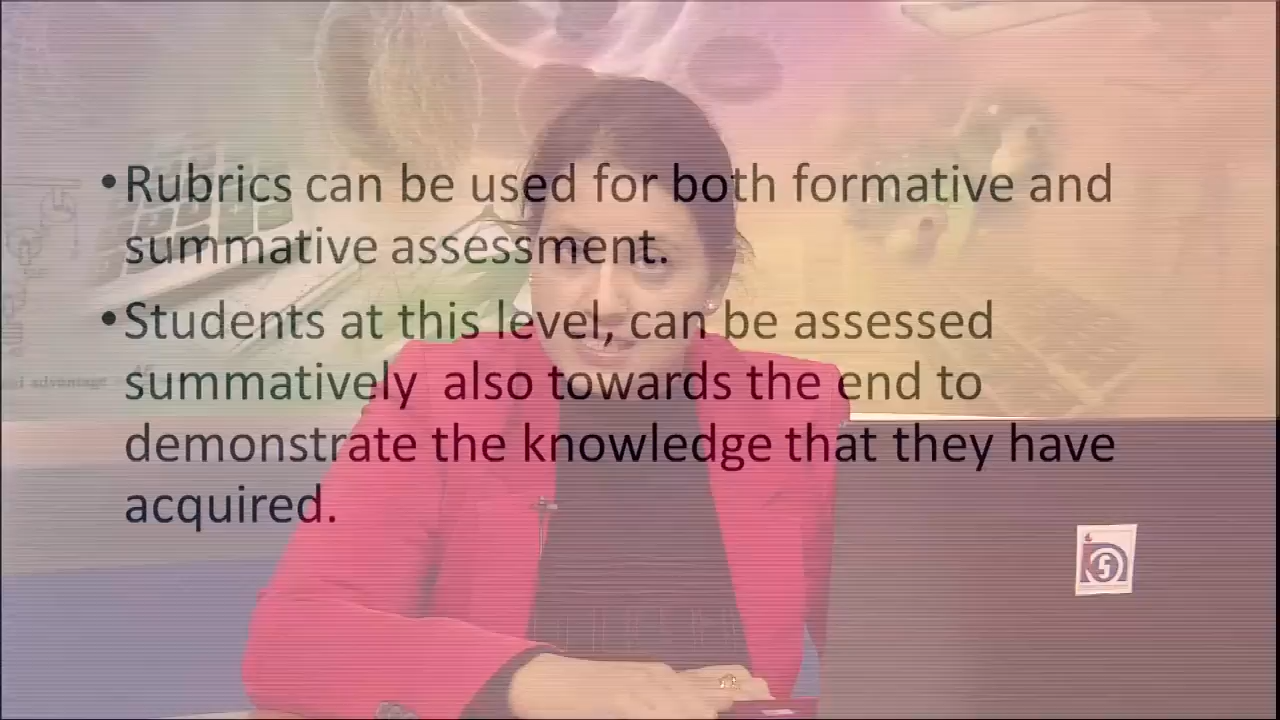 •Rubrics can be used for both formative and
summative assessment.
•Students at this level, can be assessed
summatively also towards the end to
demonstrate the knowledge that they have
acquired.
advantage